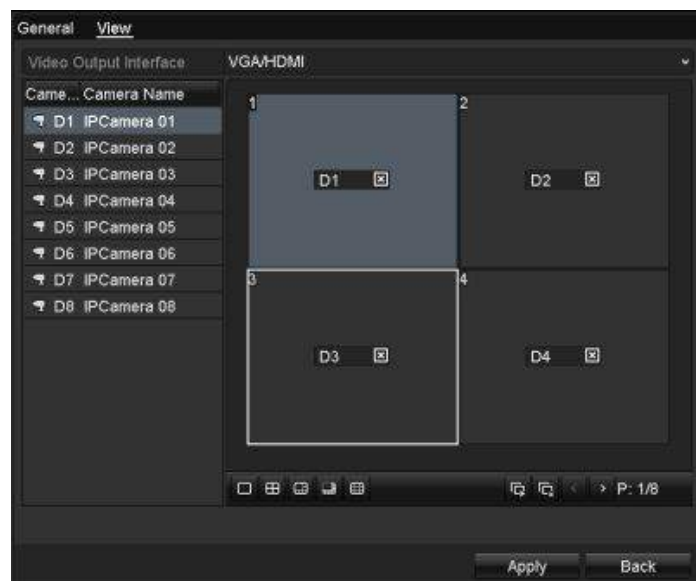 General View
Video Output Interface VGA/HDMI
Came... Camera Name
D1 IPCamera 01
D2 IPCamera 02
D3 IPCamera 03
D4 IPCamera 04
D5 IPCamera 05
D6 IPCamera 06
D7 IPCamera 07
D8 IPCamera 08
1 2
D1 D2
3 4
D3 D4
P: 1/8
Apply Back